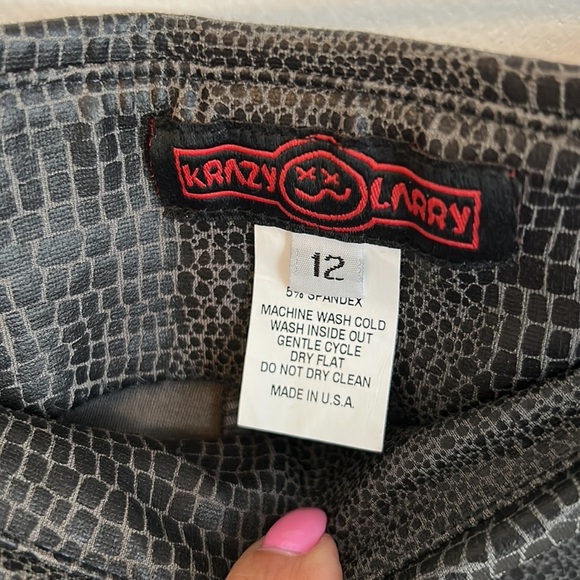 KRAZY LARRY
12
5% SPANDEX
MACHINE WASH COLD
WASH INSIDE OUT
GENTLE CYCLE
DRY FLAT
DO NOT DRY CLEAN
MADE IN U.S.A.